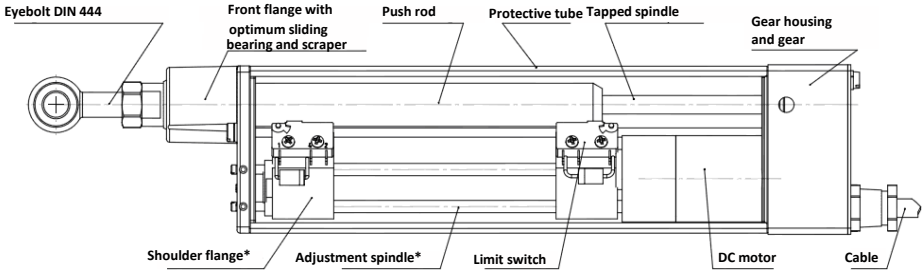 Eyebolt DIN 444
Front flange with
optimum sliding
bearing and scraper
Push rod
Protective tube
Tapped spindle
Gear housing
and gear
Shoulder flange*
Adjustment spindle*
Limit switch
DC motor
Cable